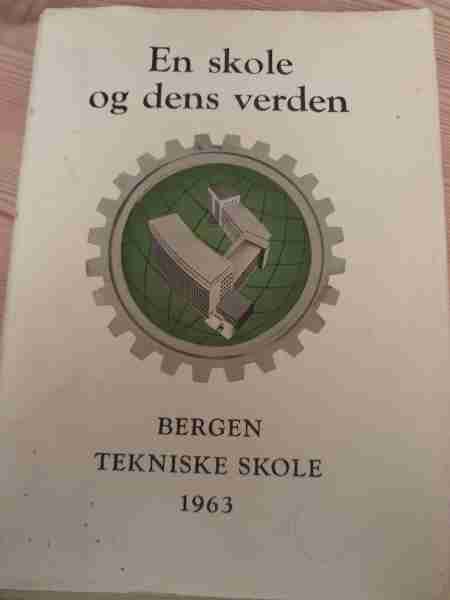 En skole
og dens verden
BERGEN
TEKNISKE SKOLE
1963